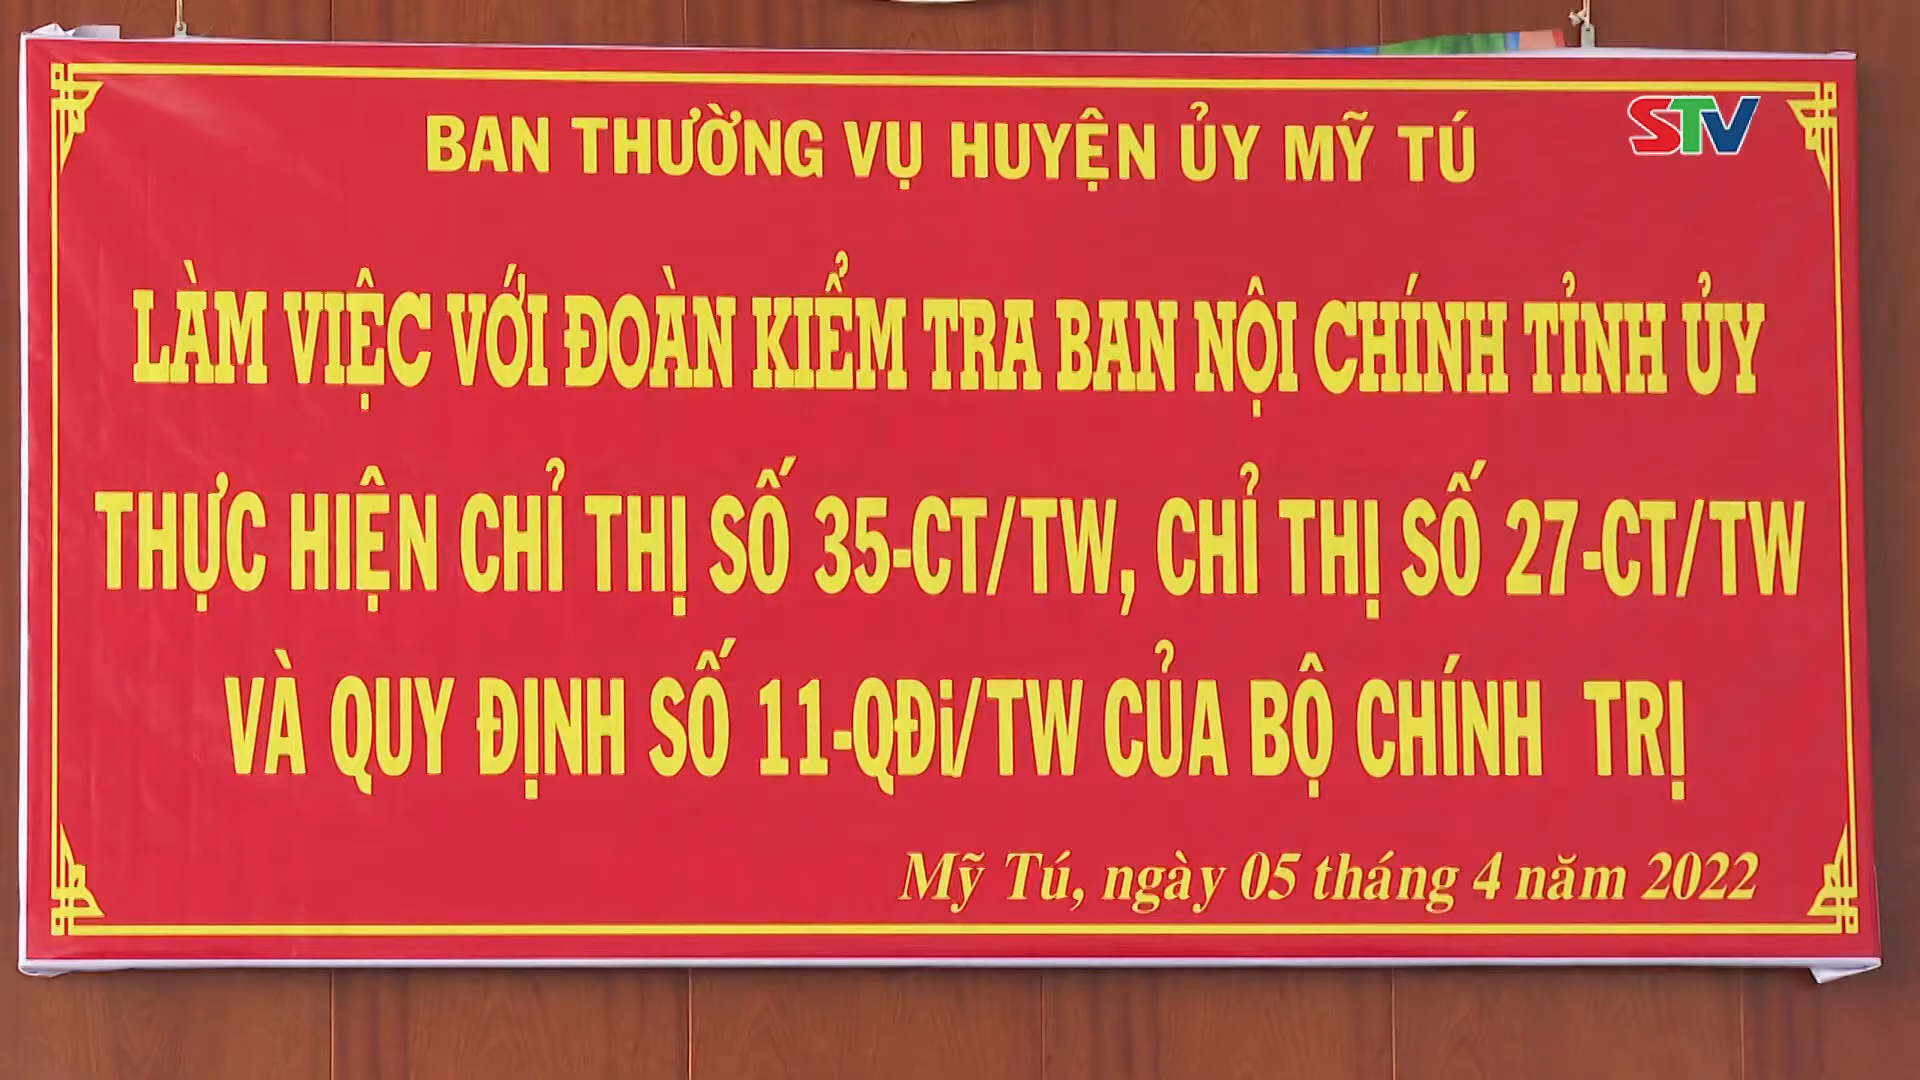 STV
BAN THƯỜNG VỤ HUYỆN ỦY MỸ TÚ
LÀM VIỆC VỚI ĐOÀN KIỂM TRA BAN NỘI CHÍNH TỈNH ỦY
THỰC HIỆN CHỈ THỊ SỐ 35-CT/TW, CHỈ THỊ SỐ 27-CT/TW
VÀ QUY ĐỊNH SỐ 11-QĐi/TW CỦA BỘ CHÍNH TRỊ
Mỹ Tú, ngày 05 tháng 4 năm 2022